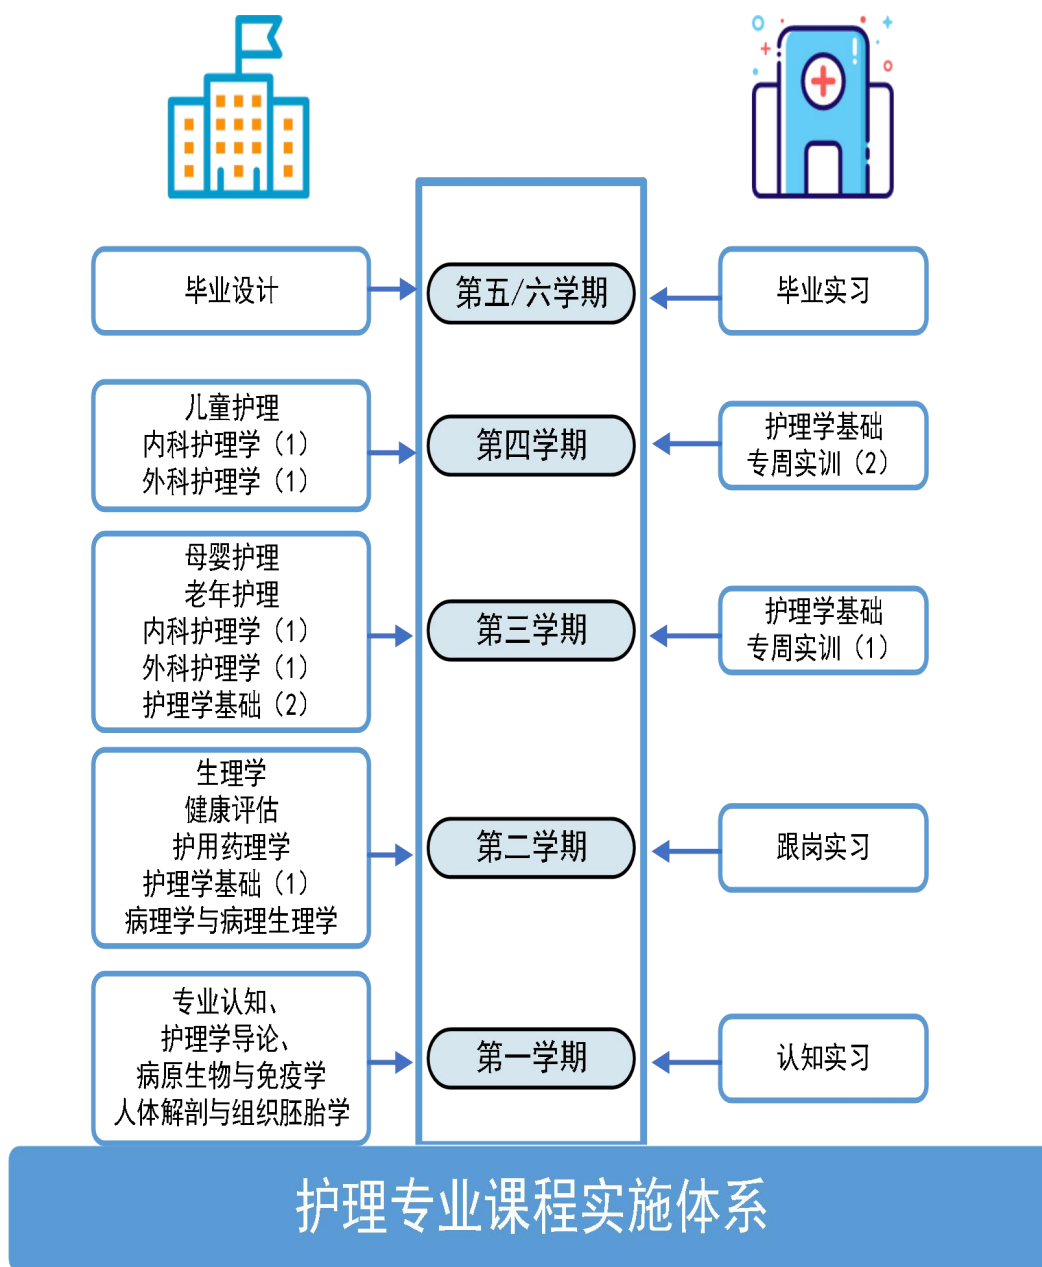 毕业设计
第五/六学期
毕业实习
儿童护理
内科护理学（1）
外科护理学（1）
第四学期
护理学基础
专周实训（2）
母婴护理
老年护理
内科护理学（1）
外科护理学（1）
护理学基础（2）
第三学期
护理学基础
专周实训（1）
生理学
健康评估
护用药理学
护理学基础（1）
病理学与病理生理学
第二学期
跟岗实习
专业认知、
护理学导论、
病原生物与免疫学
人体解剖与组织胚胎学
第一学期
认知实习
护理专业课程实施体系